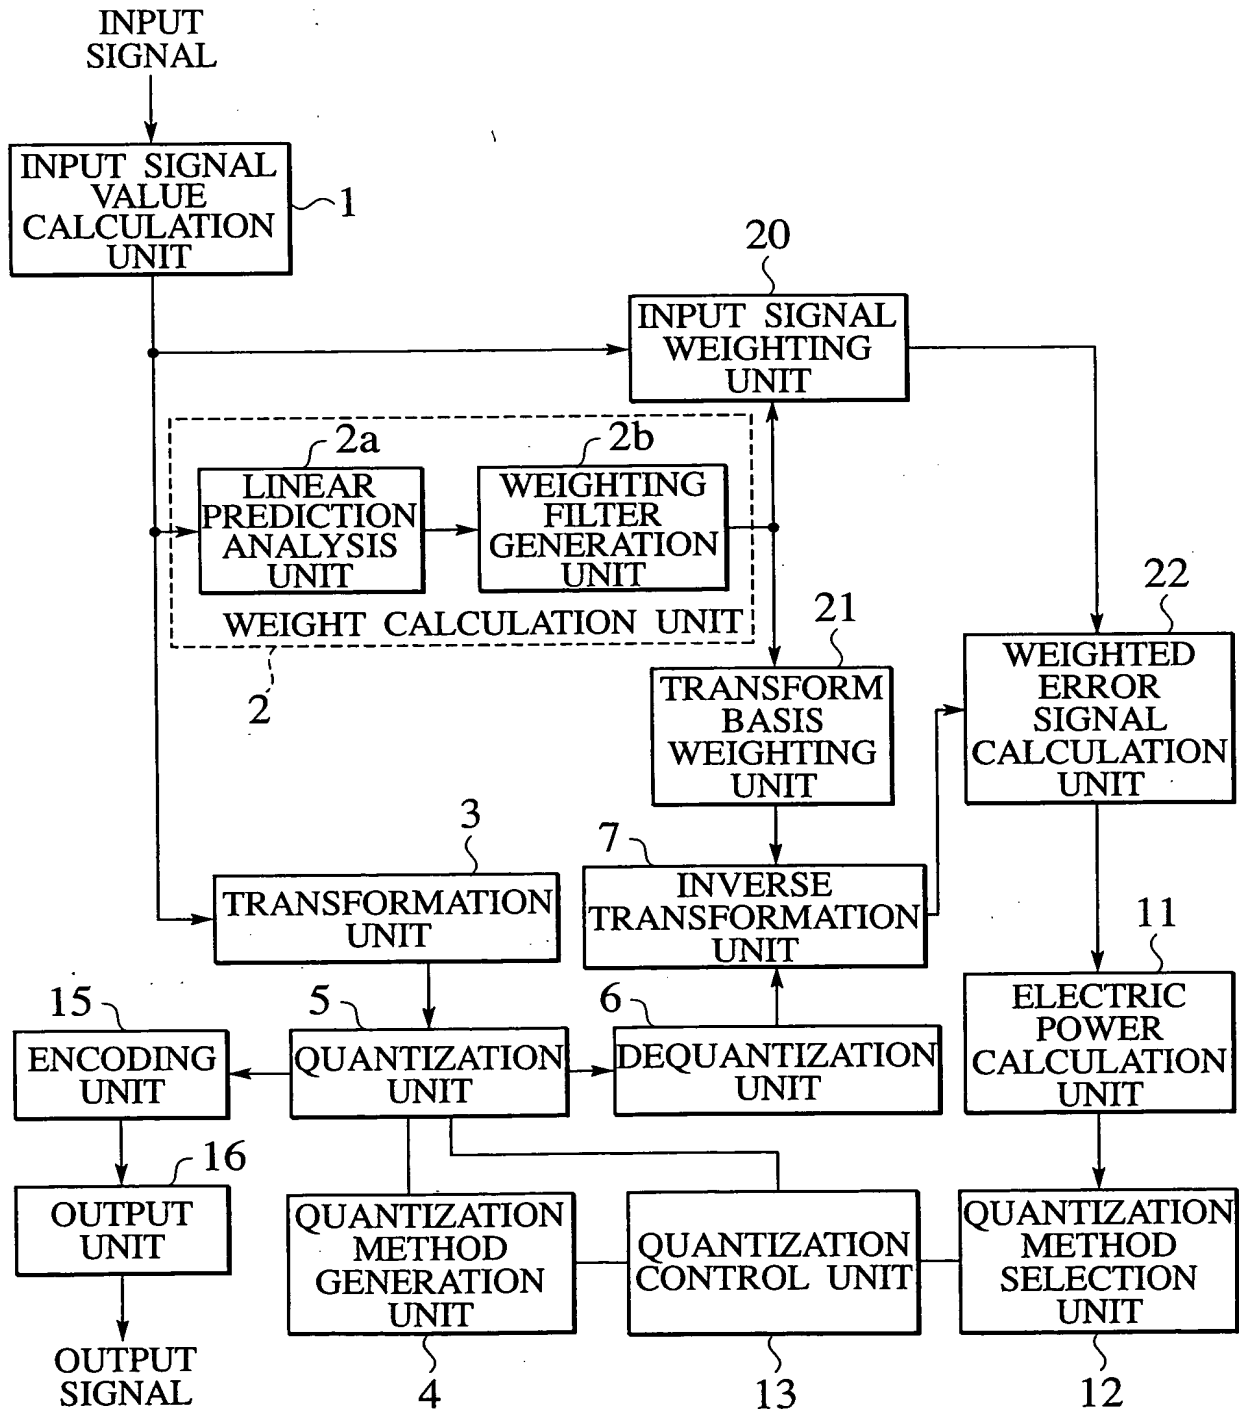 INPUT
SIGNAL
INPUT SIGNAL
VALUE
CALCULATION
UNIT
1
20
INPUT SIGNAL
WEIGHTING
UNIT
2a
2b
LINEAR
PREDICTION
ANALYSIS
UNIT
WEIGHTING
FILTER
GENERATION
UNIT
WEIGHT CALCULATION UNIT
2
21
22
TRANSFORM
BASIS
WEIGHTING
UNIT
WEIGHTED
ERROR
SIGNAL
CALCULATION
UNIT
3
7
TRANSFORMATION
UNIT
INVERSE
TRANSFORMATION
UNIT
11
15
5
6
ENCODING
UNIT
QUANTIZATION
UNIT
DEQUANTIZATION
UNIT
ELECTRIC
POWER
CALCULATION
UNIT
16
OUTPUT
UNIT
QUANTIZATION
METHOD
GENERATION
UNIT
QUANTIZATION
CONTROL UNIT
QUANTIZATION
METHOD
SELECTION
UNIT
OUTPUT
SIGNAL
4
13
12